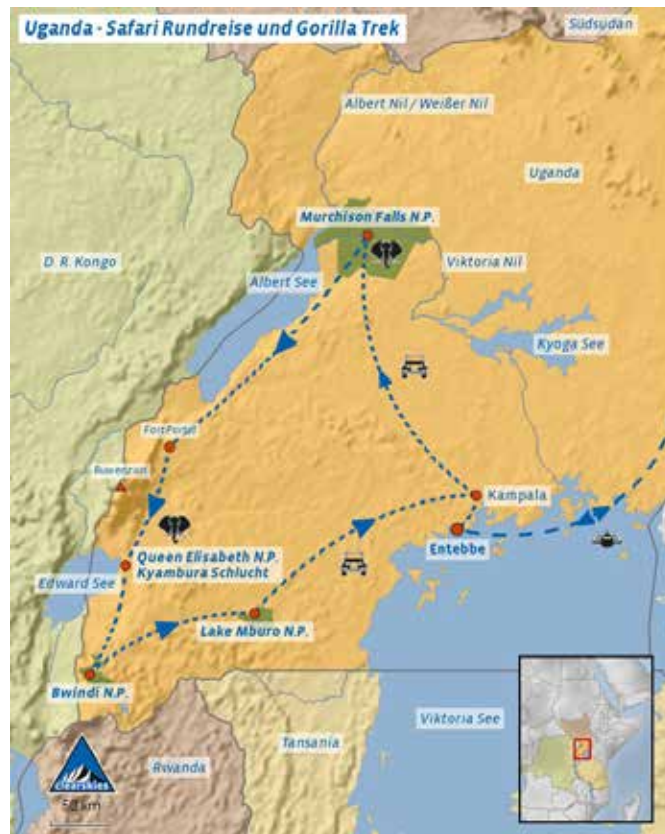 Uganda - Safari Rundreise und Gorilla Trek
Südsudan
Albert Nil / Weißer Nil
Uganda
Murchison Falls N.P.
D. R. Kongo
Viktoria Nil
Albert See
Kyoga See
Fort Portal
Ruwenzori
Kampala
Entebbe
Queen Elisabeth N.P.
Kyambura Schlucht
Edward See
Lake Mburo N.P.
Bwindi N.P.
Viktoria See
Tansania
Rwanda
clearskies
50 km